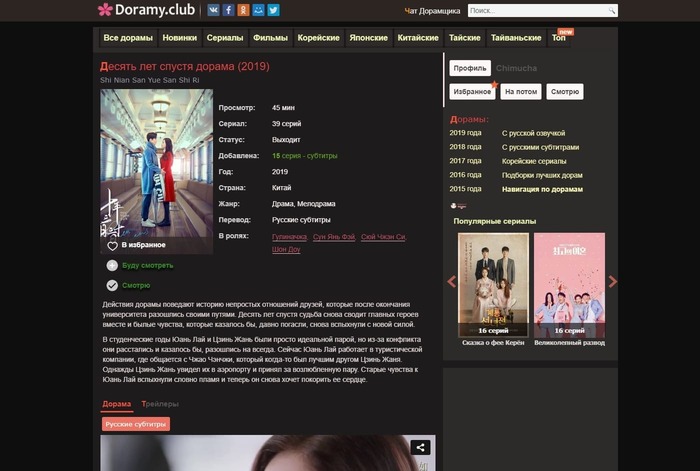 Doramy.club
Чат Дорамщика
Поиск...
Все дорамы Новинки Сериалы Фильмы Корейские Японские Китайские Тайские Тайваньские Топ new
Десять лет спустя дорама (2019)
Shi Nian San Yue San Shi Ri
В избранное
Просмотр: 45 мин
Сериал: 39 серий
Статус: Выходит
Добавлена: 15 серия - субтитры
Год: 2019
Страна: Китай
Жанр: Драма, Мелодрама
Перевод: Русские субтитры
В ролях: Гулиначжа, Сун Янь Фэй, Сюй Чжэн Си,
Шон Доу
Буду смотреть
Смотрю
Действия дорамы поведают историю непростых отношений друзей, которые после окончания
университета разошлись своими путями. Десять лет спустя судьба снова сводит главных героев
вместе и былые чувства, которые казалось бы, давно погасли, снова вспыхнули с новой силой.
В студенческие годы Юань Лай и Цзинь Жань были просто идеальной парой, но из-за конфликта
они расстались и казалось бы, разошлись на всегда. Сейчас Юань Лай работает в туристической
компании, где общается с Чжао Чэнчжи, который когда-то был лучшим другом Цзинь Жаня.
Однажды Цзинь Жань увидел их в аэропорту и принял за возлюбленную пару. Старые чувства к
Юань Лай вспыхнули словно пламя и теперь он снова хочет покорить ее сердце.
Дорама Трейлеры
Русские субтитры
Профиль Chimucha
Избранное На потом Смотрю
Дорамы:
2019 года С русской озвучкой
2018 года С русскими субтитрами
2017 года Корейские сериалы
2016 года Подборки лучших дорам
2015 года Навигация по дорамам
Популярные сериалы
16 серий
16 серий
Сказка о фее Керён
Великолепный развод